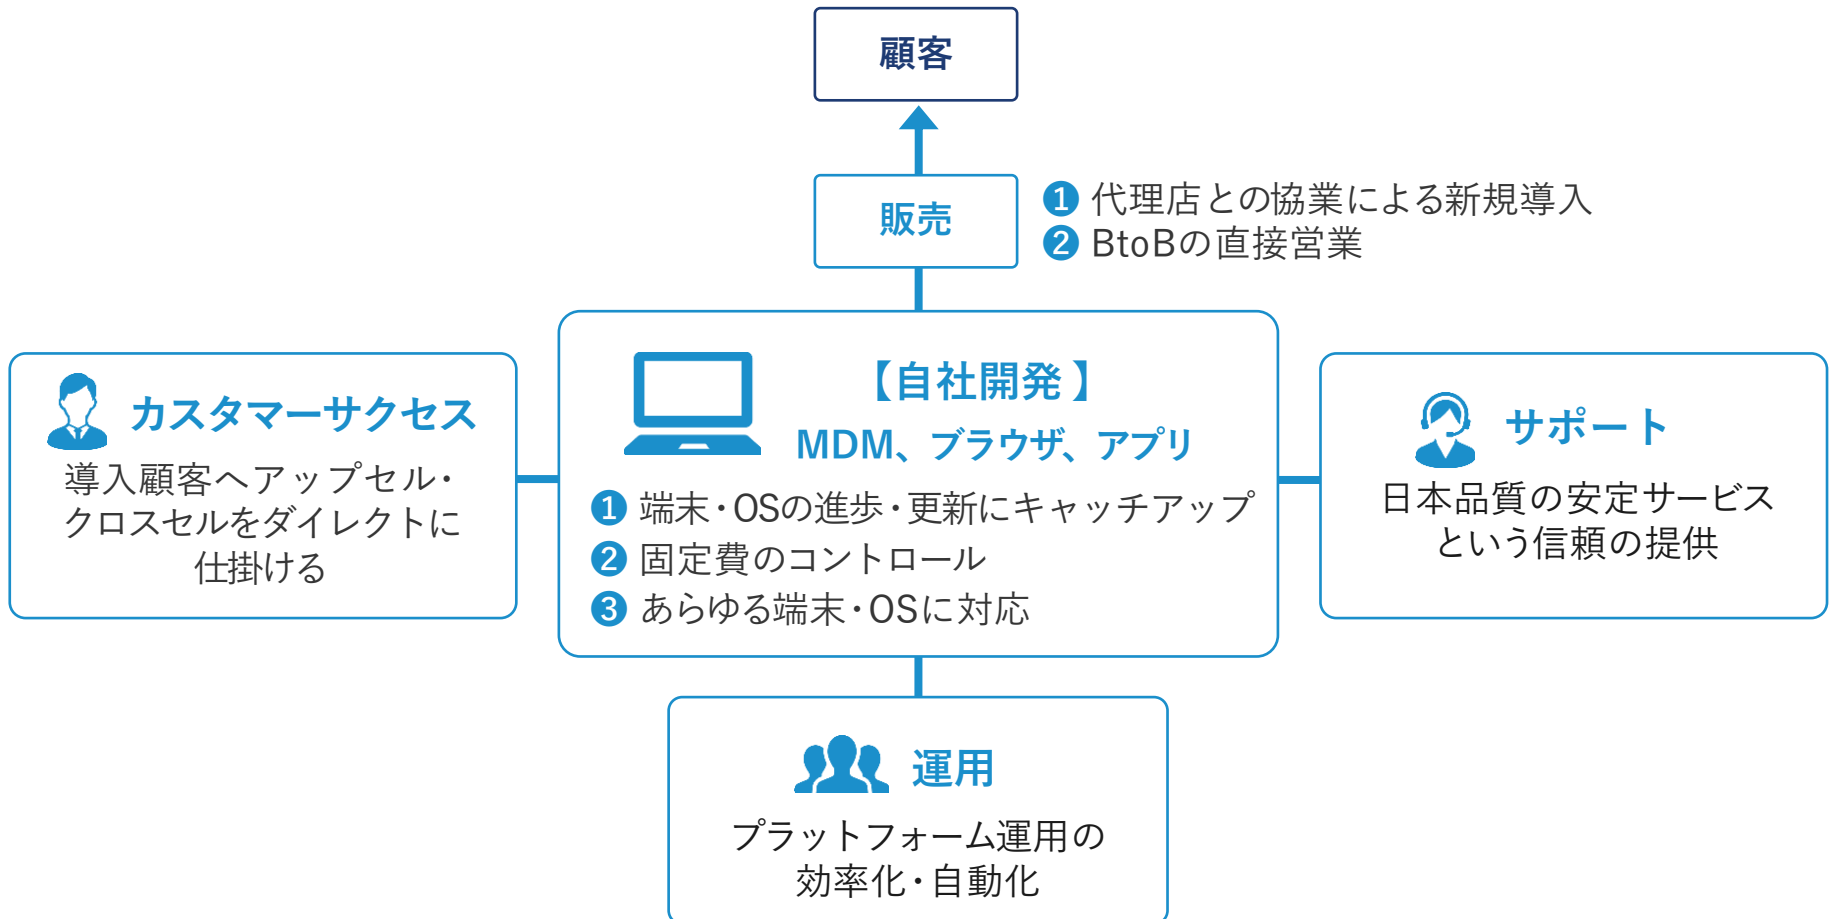 顧客
販売
❶ 代理店との協業による新規導入
❷ BtoBの直接営業
カスタマーサクセス
導入顧客へアップセル・
クロスセルをダイレクトに
仕掛ける
【自社開発】
MDM、ブラウザ、アプリ
❶ 端末・OSの進歩・更新にキャッチアップ
❷ 固定費のコントロール
❸ あらゆる端末・OSに対応
サポート
日本品質の安定サービス
という信頼の提供
運用
プラットフォーム運用の
効率化・自動化